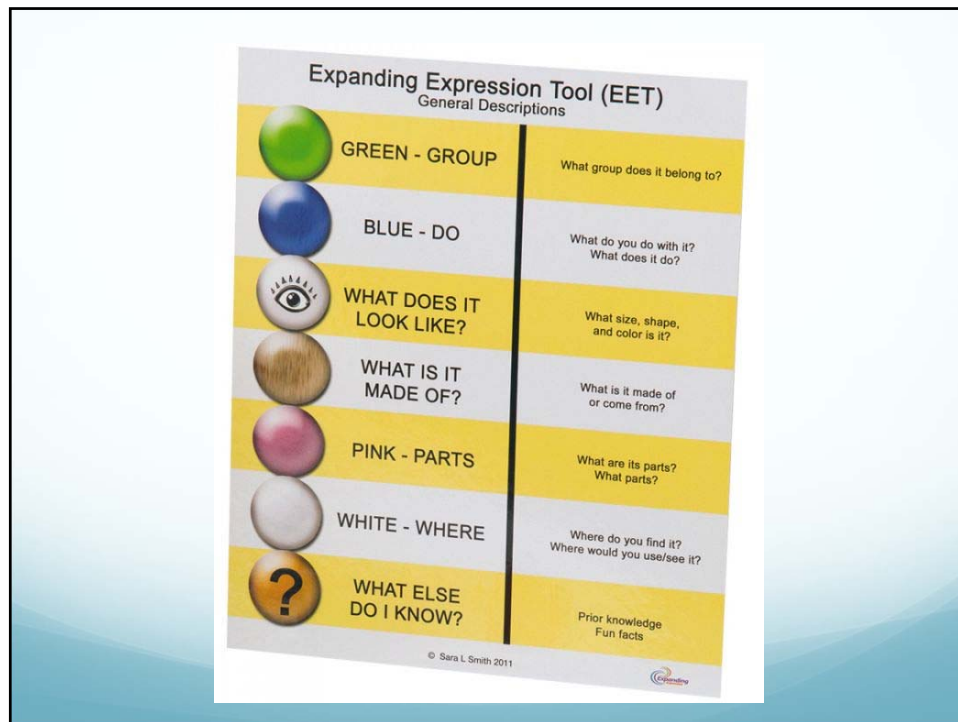 Expanding Expression Tool (EET)
General Descriptions
GREEN - GROUP
What group does it belong to?
BLUE - DO
What do you do with it?
What does it do?
WHAT DOES IT
LOOK LIKE?
What size, shape,
and color is it?
WHAT IS IT
MADE OF?
What is it made of
or come from?
PINK - PARTS
What are its parts?
What parts?
WHITE - WHERE
Where do you find it?
Where would you use/see it?
?
WHAT ELSE
DO I KNOW?
Prior knowledge
Fun facts
© Sara L Smith 2011
Expanding